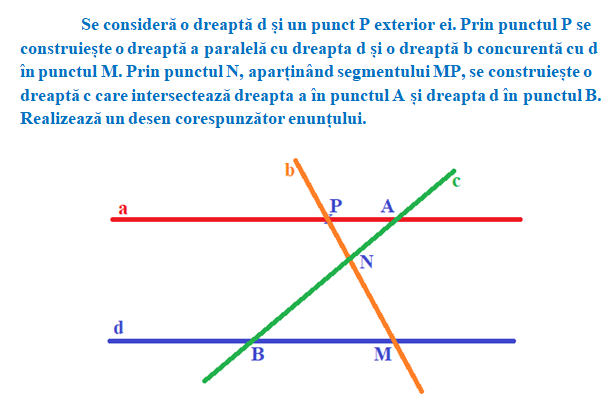 Se consideră o dreaptă d și un punct P exterior ei. Prin punctul P se
construiește o dreaptă a paralelă cu dreapta d și o dreaptă b concurentă cu d
în punctul M. Prin punctul N, aparținând segmentului MP, se construiește o
dreaptă c care intersectează dreapta a în punctul A și dreapta d în punctul B.
Realizează un desen corespunzător enunțului.
b
c
a
P
A
N
d
B
M